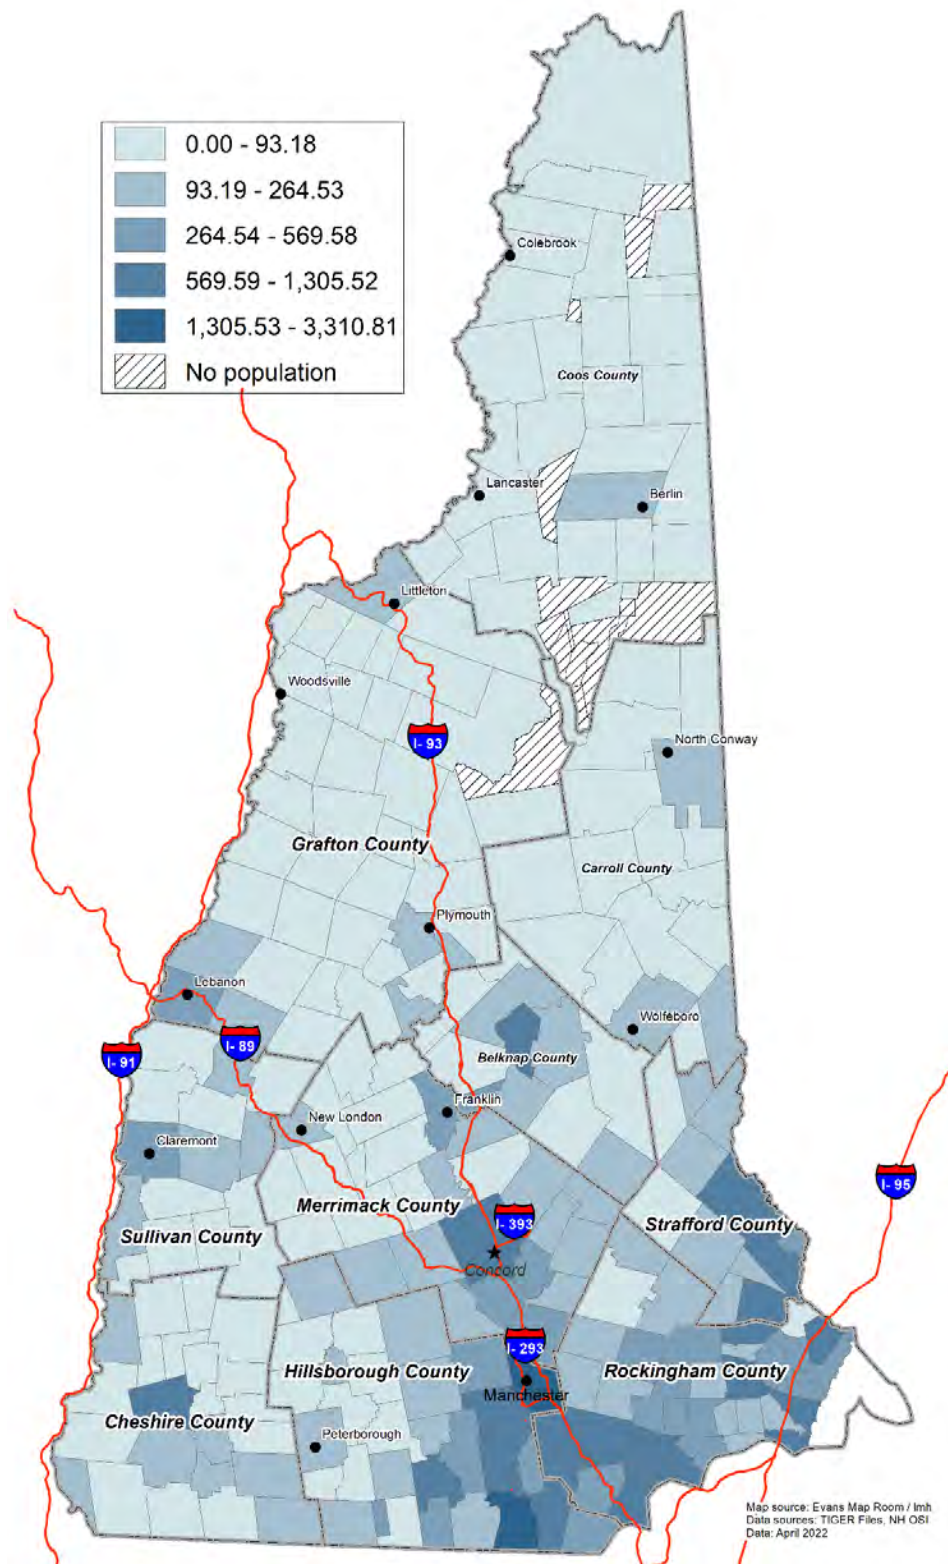 0.00 - 93.18
93.19 - 264.53
264.54 - 569.58
569.59 - 1,305.52
1,305.53 - 3,310.81
No population
Colebrook
Coos County
Lancaster
Berlin
Littleton
Woodsville
I- 93
North Conway
Grafton County
Carroll County
Plymouth
Lebanon
Wolfeboro
I- 91
I- 89
Belknap County
Franklin
New London
Claremont
I- 95
Merrimack County
I- 393
Strafford County
Sullivan County
Concord
I- 293
Hillsborough County
Rockingham County
Manchester
Cheshire County
Peterborough
Map source: Evans Map Room / lmh
Data sources: TIGER Files, NH OSI
Data: April 2022